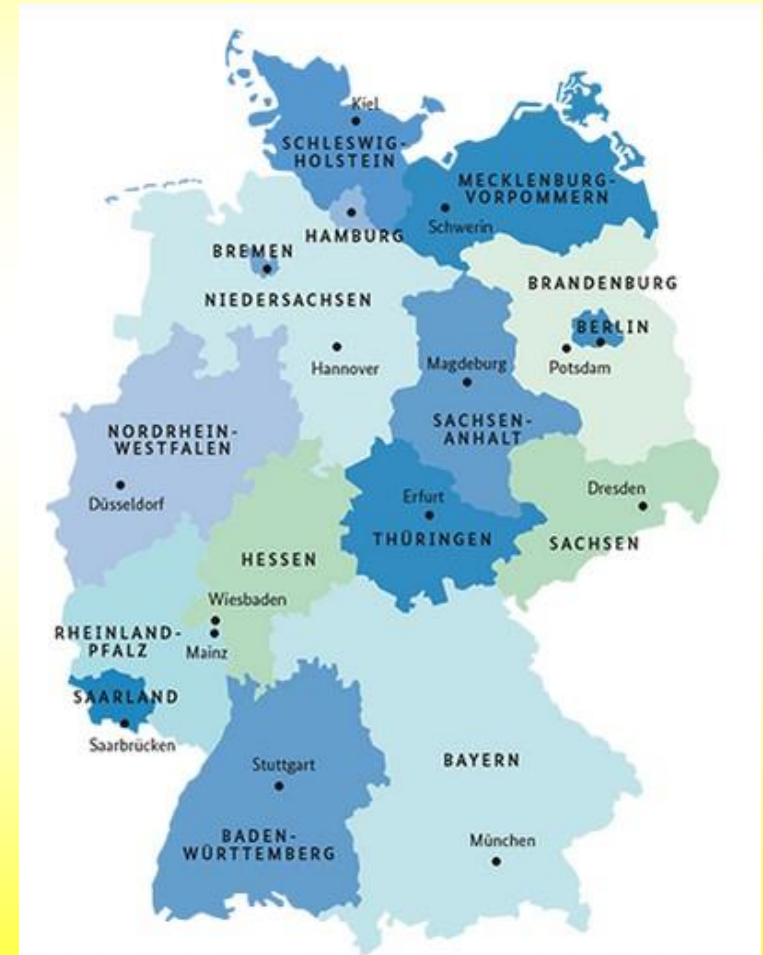 Kiel
SCHLESWIG-
HOLSTEIN
MECKLENBURG-
VORPOMMERN
Schwerin
HAMBURG
BREMEN
NIEDERSACHSEN
BRANDENBURG
BERLIN
Potsdam
Hannover
Magdeburg
SACHSEN-
ANHALT
NORDRHEIN-
WESTFALEN
Düsseldorf
Erfurt
THÜRINGEN
Dresden
SACHSEN
HESSEN
Wiesbaden
Mainz
RHEINLAND-
PFALZ
SAARLAND
Saarbrücken
Stuttgart
BADEN-
WÜRTTEMBERG
BAYERN
München